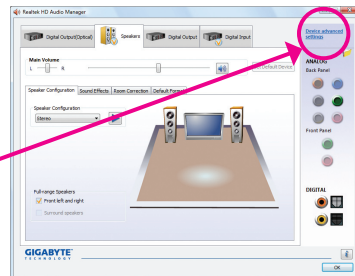 Realtek HD Audio Manager
Digital Output(Optical)
Speakers
Digital Output
Digital Input
Device advanced
settings
Main Volume
L
R
Default Device
ANALOG
Back Panel
Speaker Configuration
Sound Effects
Room Correction
Default Format
Speaker Configuration
Stereo
Front Panel
Full-range Speakers
Front left and right
Surround speakers
DIGITAL
GIGABYTE
TECHNOLOGY
i
OK